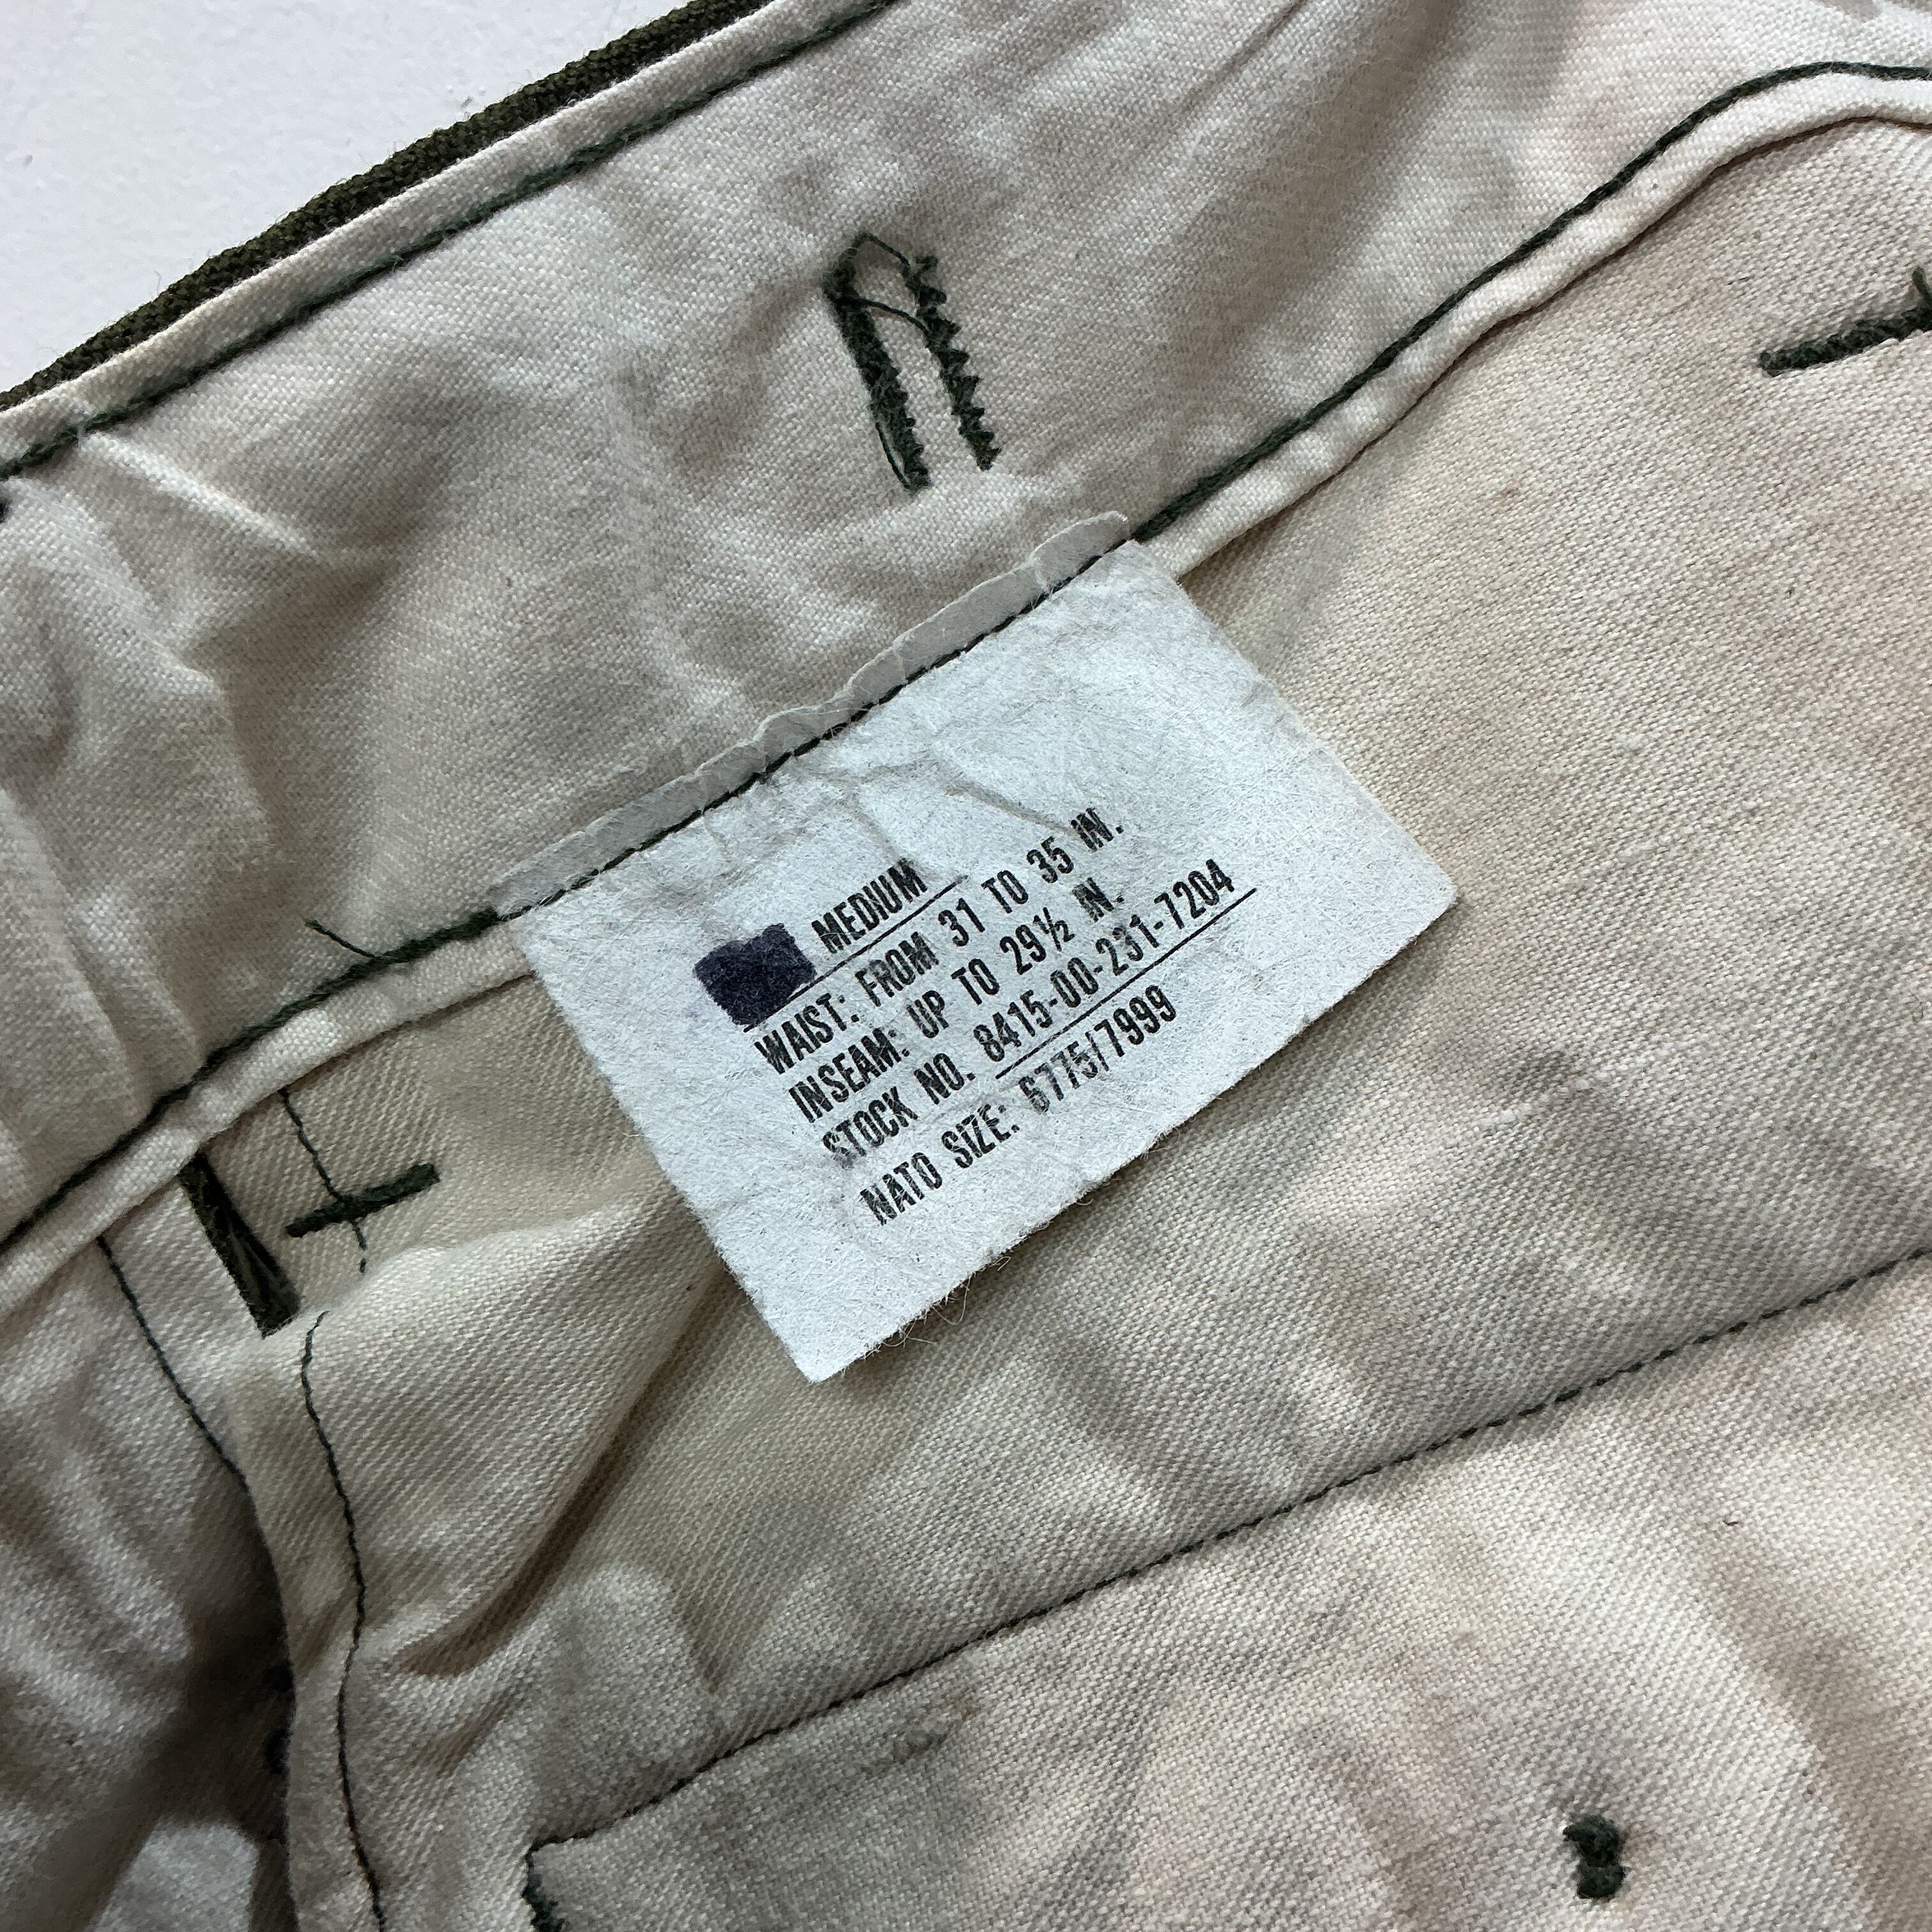 MEDIUM
WAIST: FROM 31 TO 35 IN.
INSEAM: UP TO 29½ IN.
STOCK NO. 8415-00-231-7204
NATO SIZE: 6775/7999